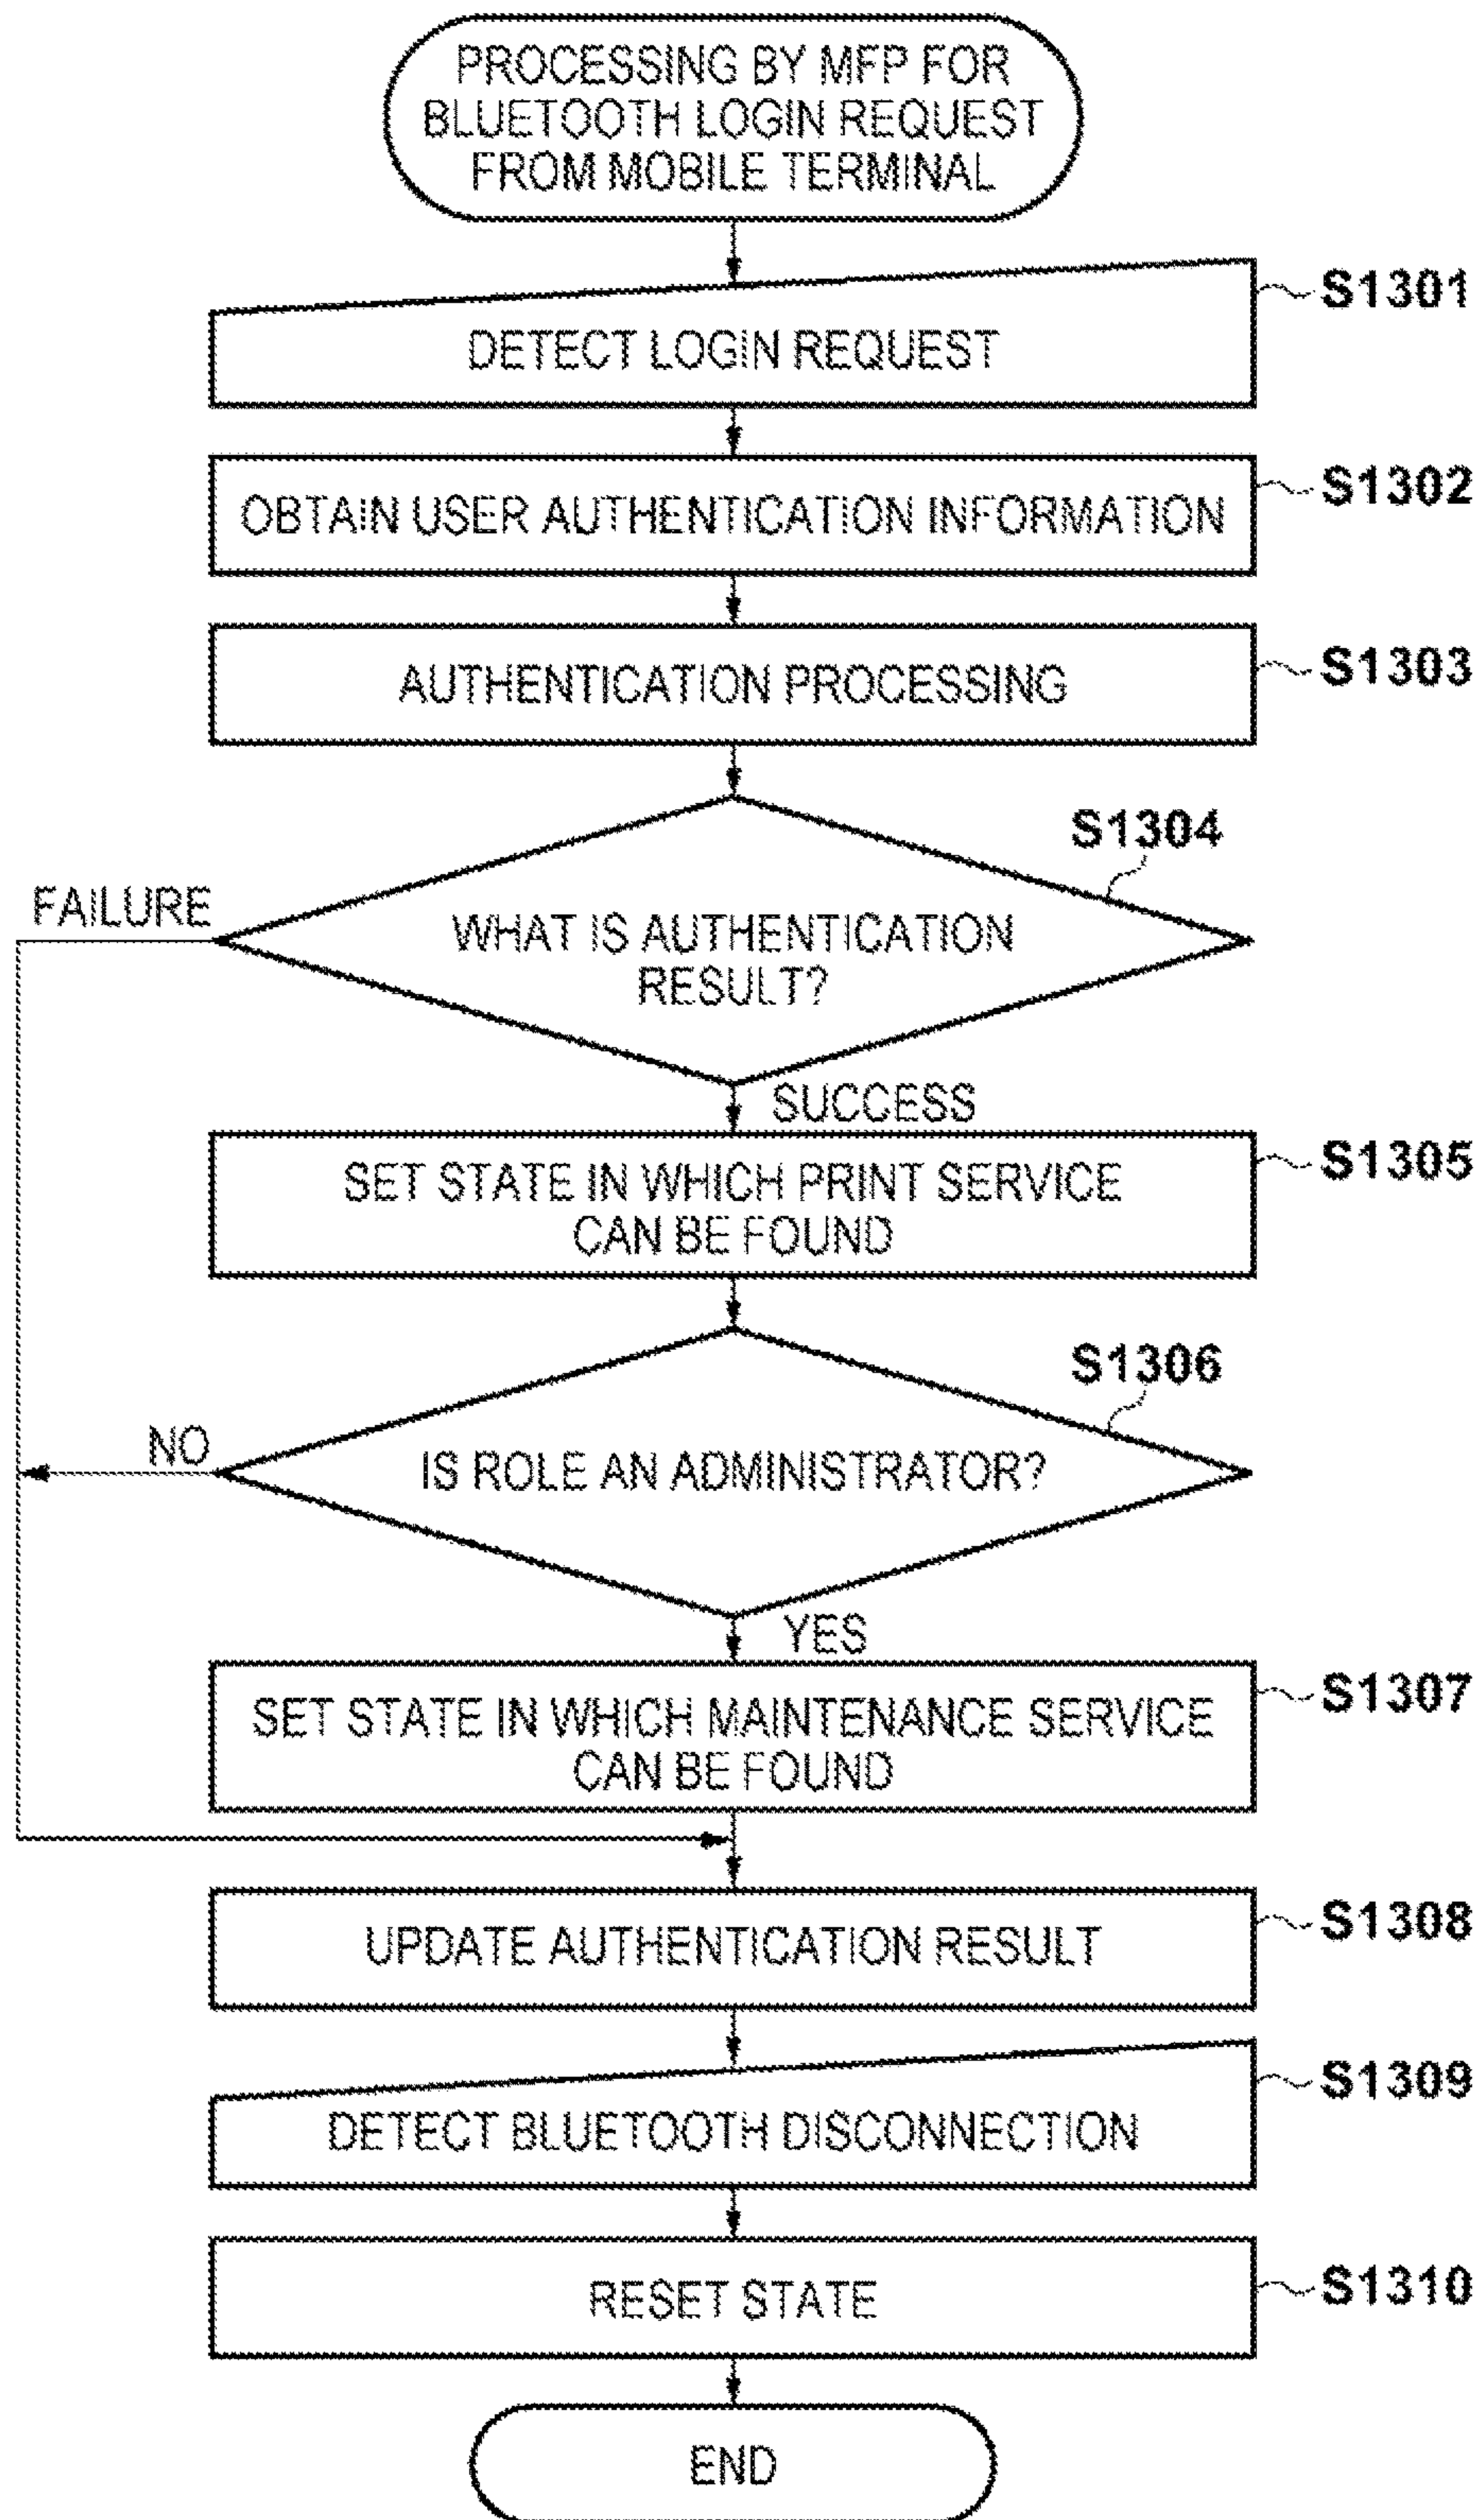 PROCESSING BY MFP FOR
BLUETOOTH LOGIN REQUEST
FROM MOBILE TERMINAL
S1301
DETECT LOGIN REQUEST
S1302
OBTAIN USER AUTHENTICATION INFORMATION
S1303
AUTHENTICATION PROCESSING
S1304
FAILURE
WHAT IS AUTHENTICATION
RESULT?
SUCCESS
S1305
SET STATE IN WHICH PRINT SERVICE
CAN BE FOUND
S1306
NO
IS ROLE AN ADMINISTRATOR?
YES
S1307
SET STATE IN WHICH MAINTENANCE SERVICE
CAN BE FOUND
S1308
UPDATE AUTHENTICATION RESULT
S1309
DETECT BLUETOOTH DISCONNECTION
S1310
RESET STATE
END